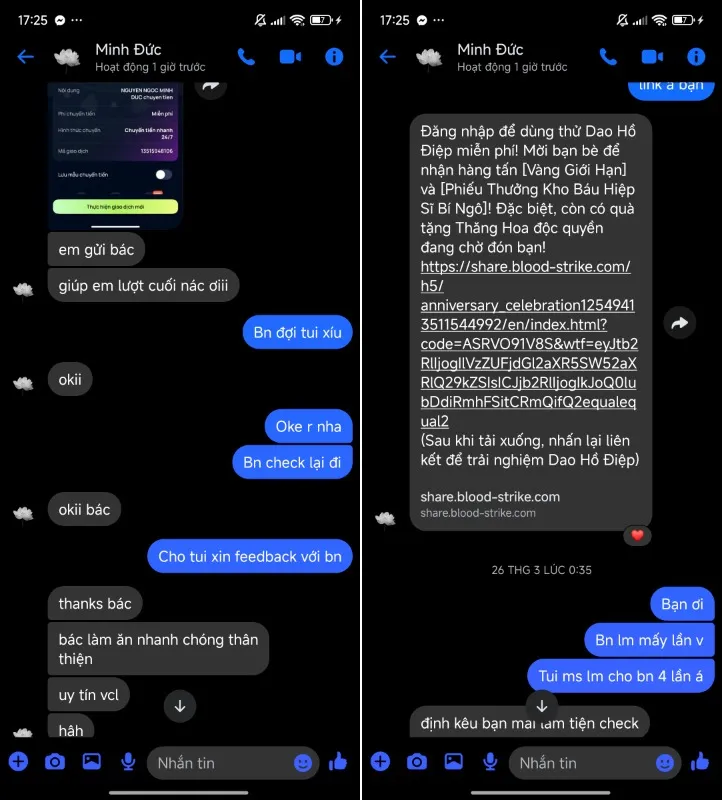 17:25
7
Minh Đức
Hoạt động 1 giờ trước
Nội dung
NGUYEN NGOC MINH
DUC chuyen tien
Phí chuyển tiền
Miễn phí
Hình thức chuyển
Chuyển tiền nhanh
24/7
Mã giao dịch
13513048106
Lưu mẫu chuyển tiền
Thực hiện giao dịch mới
em gửi bác
giúp em lượt cuối nác ơiii
Bn đợi tui xíu
okii
Oke r nha
Bn check lại đi
okii bác
Cho tui xin feedback với bn
thanks bác
bác làm ăn nhanh chóng thân
thiện
uy tín vcl
hâh
Nhắn tin
17:25
7
Minh Đức
Hoạt động 1 giờ trước
link á bạn
Đăng nhập để dùng thử Dao Hồ
Điệp miễn phí! Mời bạn bè để
nhận hàng tấn [Vàng Giới Hạn]
và [Phiếu Thưởng Kho Báu Hiệp
Sĩ Bí Ngô]! Đặc biệt, còn có quà
tặng Thăng Hoa độc quyền
đang chờ đón bạn!
https://share.blood-strike.com/
h5/
anniversary_celebration1254941
3511544992/en/index.html?
code=ASRVO91V8S&wtf=eyJtb2
RlIjogIlVzZUFjdGl2aXR5SW52aX
RlQ29kZSIsICJjb2RlIjogIkJoQ0lu
bDdiRmhFSitCRmQifQ2equaleq
ual2
(Sau khi tải xuống, nhấn lại liên
kết để trải nghiệm Dao Hồ Điệp)
share.blood-strike.com
share.blood-strike.com
26 THG 3 LÚC 0:35
Bạn ơi
Bn lm mấy lần v
Tui ms lm cho bn 4 lần á
định kêu bạn mai làm tiện check
Nhắn tin